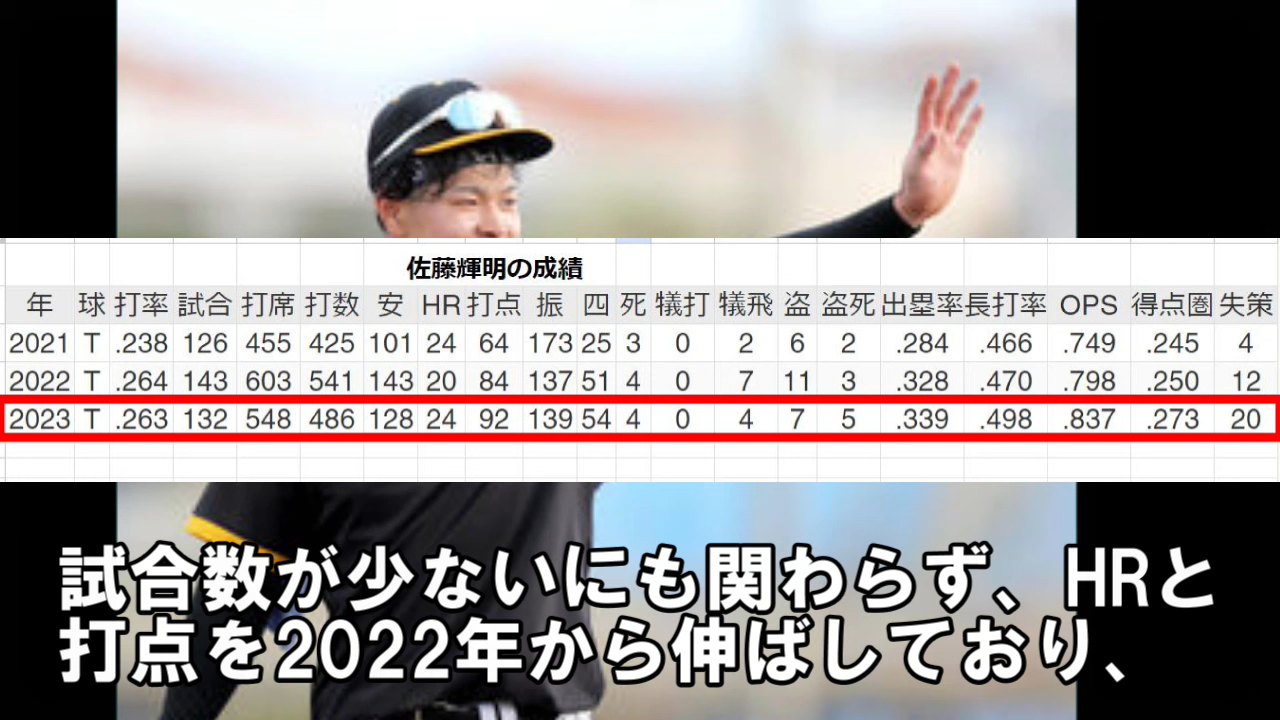 佐藤輝明の成績
年 球 打率 試合 打席 打数 安 HR 打点 振 四 死 犠打 犠飛 盗 盗死 出塁率 長打率 OPS 得点圏 失策
2021 T .238 126 455 425 101 24 64 173 25 3 0 2 6 2 .284 .466 .749 .245 4
2022 T .264 143 603 541 143 20 84 137 51 4 0 7 11 3 .328 .470 .798 .250 12
2023 T .263 132 548 486 128 24 92 139 54 4 0 4 7 5 .339 .498 .837 .273 20
試合数が少ないにも関わらず、HRと
打点を2022年から伸ばしており、